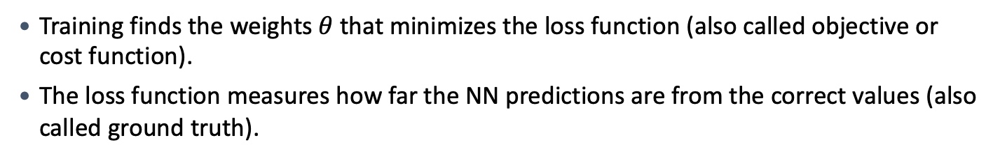 • Training finds the weights θ that minimizes the loss function (also called objective or
cost function).
• The loss function measures how far the NN predictions are from the correct values (also
called ground truth).